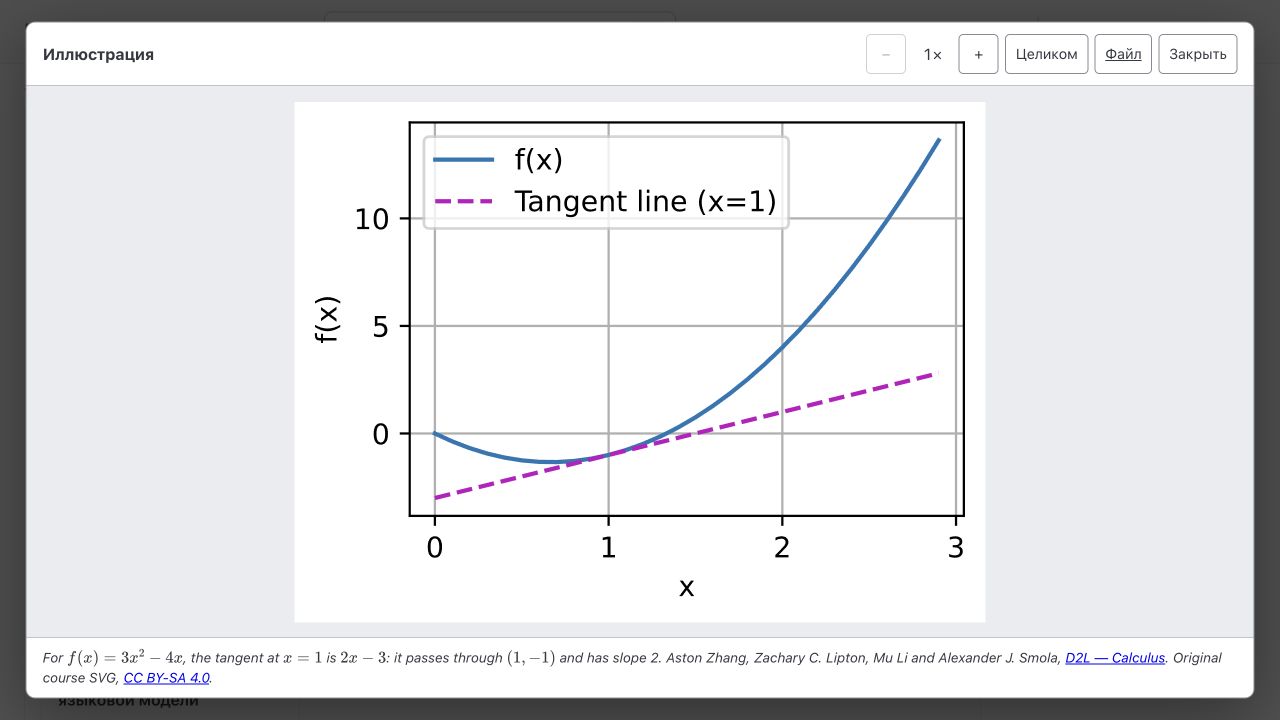 Иллюстрация
− 1× + Целиком Файл Закрыть
f(x)
Tangent line (x=1)
10
5
0
f(x)
0 1 2 3
x
For f(x) = 3x² − 4x, the tangent at x = 1 is 2x − 3: it passes through (1, −1) and has slope 2. Aston Zhang, Zachary C. Lipton, Mu Li and Alexander J. Smola, D2L — Calculus. Original
course SVG, CC BY-SA 4.0.
языковой модели